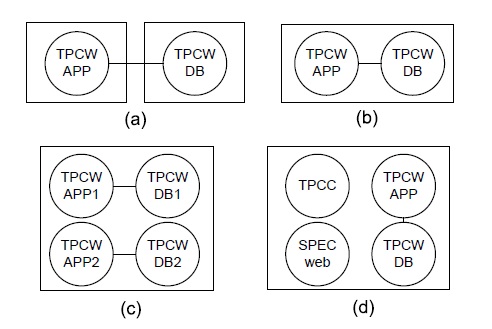 TPCW
APP
TPCW
DB
(a)
TPCW
APP
TPCW
DB
(b)
TPCW
APP1
TPCW
DB1
TPCW
APP2
TPCW
DB2
(c)
TPCC
TPCW
APP
SPEC
web
TPCW
DB
(d)